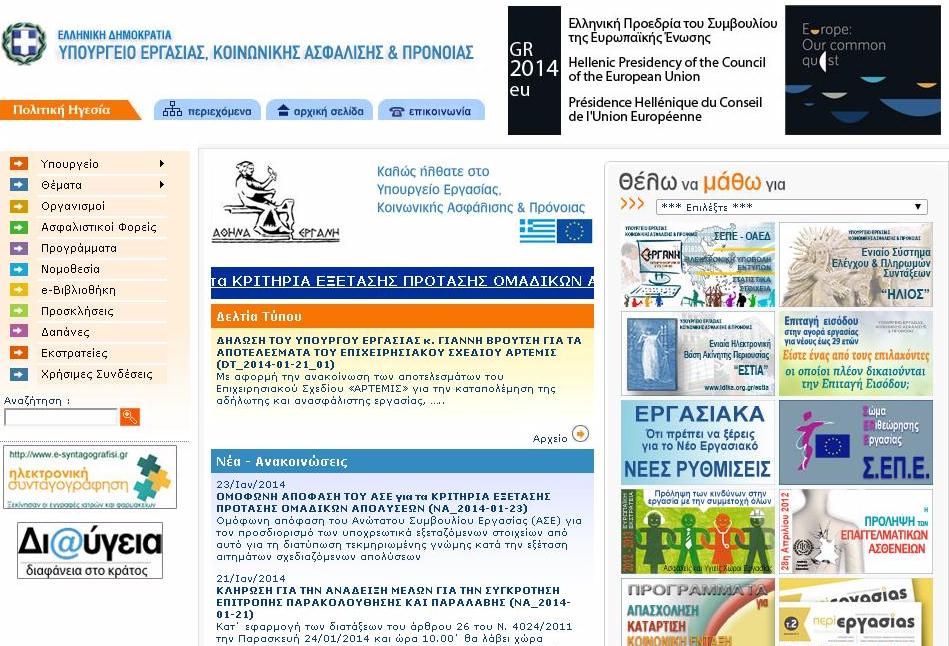 ΕΛΛΗΝΙΚΗ ΔΗΜΟΚΡΑΤΙΑ
ΥΠΟΥΡΓΕΙΟ ΕΡΓΑΣΙΑΣ, ΚΟΙΝΩΝΙΚΗΣ ΑΣΦΑΛΙΣΗΣ & ΠΡΟΝΟΙΑΣ
GR
2014
eu
Ελληνική Προεδρία του Συμβουλίου
της Ευρωπαϊκής Ένωσης
Hellenic Presidency of the Council
of the European Union
Présidence Hellénique du Conseil
de l'Union Européenne
Europe:
Our common
quest
Πολιτική Ηγεσία
περιεχόμενα
αρχική σελίδα
επικοινωνία
Υπουργείο
Θέματα
Οργανισμοί
Ασφαλιστικοί Φορείς
Προγράμματα
Νομοθεσία
e-Βιβλιοθήκη
Προσκλήσεις
Δαπάνες
Εκστρατείες
Χρήσιμες Συνδέσεις
Αναζήτηση :
http://www.e-syntagografisi.gr
ηλεκτρονική
συνταγογράφηση
Ξεκίνησαν οι εγγραφές ιατρών και φαρμακείων
Δι@ύγεια
διαφάνεια στο κράτος
ΑΘΗΝΑ ΕΡΓΑΝΗ
Καλώς ήλθατε στο
Υπουργείο Εργασίας,
Κοινωνικής Ασφάλισης & Πρόνοιας
τα ΚΡΙΤΗΡΙΑ ΕΞΕΤΑΣΗΣ ΠΡΟΤΑΣΗΣ ΟΜΑΔΙΚΩΝ Α
Δελτία Τύπου
ΔΗΛΩΣΗ ΤΟΥ ΥΠΟΥΡΓΟΥ ΕΡΓΑΣΙΑΣ κ. ΓΙΑΝΝΗ ΒΡΟΥΤΣΗ ΓΙΑ ΤΑ
ΑΠΟΤΕΛΕΣΜΑΤΑ ΤΟΥ ΕΠΙΧΕΙΡΗΣΙΑΚΟΥ ΣΧΕΔΙΟΥ ΑΡΤΕΜΙΣ
(DT_2014-01-21_01)
Με αφορμή την ανακοίνωση των αποτελεσμάτων του
Επιχειρησιακού Σχεδίου «ΑΡΤΕΜΙΣ» για την καταπολέμηση της
αδήλωτης και ανασφάλιστης εργασίας, .....
Αρχείο
Νέα - Ανακοινώσεις
23/Ιαν/2014
ΟΜΟΦΩΝΗ ΑΠΟΦΑΣΗ ΤΟΥ ΑΣΕ για τα ΚΡΙΤΗΡΙΑ ΕΞΕΤΑΣΗΣ
ΠΡΟΤΑΣΗΣ ΟΜΑΔΙΚΩΝ ΑΠΟΛΥΣΕΩΝ (NA_2014-01-23)
Ομόφωνη απόφαση του Ανώτατου Συμβουλίου Εργασίας (ΑΣΕ) για
τον προσδιορισμό των υποχρεωτικά εξεταζόμενων στοιχείων από
αυτό για τη διατύπωση τεκμηριωμένης γνώμης κατά την εξέταση
αιτημάτων σχεδιαζόμενων απολύσεων
21/Ιαν/2014
ΚΛΗΡΩΣΗ ΓΙΑ ΤΗΝ ΑΝΑΔΕΙΞΗ ΜΕΛΩΝ ΓΙΑ ΤΗΝ ΣΥΓΚΡΟΤΗΣΗ
ΕΠΙΤΡΟΠΗΣ ΠΑΡΑΚΟΛΟΥΘΗΣΗΣ ΚΑΙ ΠΑΡΑΛΑΒΗΣ (NA_2014-
01-21)
Κατ΄ εφαρμογή των διατάξεων του άρθρου 26 του Ν. 4024/2011
την Παρασκευή 24/01/2014 και ώρα 10.00΄ θα λάβει χώρα
Θέλω να μάθω για
*** Επιλέξτε ***
ΣΕΠΕ - ΟΑΕΔ
ΕΡΓΑΝΗ
ΗΛΕΚΤΡΟΝΙΚΗ ΥΠΟΒΟΛΗ
ΕΝΤΥΠΩΝ
ΣΤΑΤΙΣΤΙΚΑ
ΣΤΟΙΧΕΙΑ
Ενιαίο Σύστημα
Ελέγχου & Πληρωμών
Συντάξεων
“ΗΛΙΟΣ”
Ενιαία Ηλεκτρονική
Βάση Ακίνητης Περιουσίας
“ΕΣΤΙΑ”
www.idika.org.gr/estia
Επιταγή εισόδου
στην αγορά εργασίας
για νέους έως 29 ετών
Είστε ένας από τους επιλαχόντες
οι οποίοι πλέον δικαιούνται
την Επιταγή Εισόδου;
ΕΡΓΑΣΙΑΚΑ
Ότι πρέπει να ξέρεις
για το Νέο Εργασιακό
ΝΕΕΣ ΡΥΘΜΙΣΕΙΣ
Σώμα
Επιθεώρησης
Εργασίας
Σ.ΕΠ.Ε.
Πρόληψη των κινδύνων στην
εργασία με την συμμετοχή όλων
Ασφαλείς και Υγιείς Χώροι Εργασίας
28η Απριλίου 2012
Η
ΠΡΟΛΗΨΗ ΤΩΝ
ΕΠΑΓΓΕΛΜΑΤΙΚΩΝ
ΑΣΘΕΝΕΙΩΝ
ΠΡΟΓΡΑΜΜΑΤΑ
για
ΑΠΑΣΧΟΛΗΣΗ
ΚΑΤΑΡΤΙΣΗ
ΚΟΙΝΩΝΙΚΗ ΕΝΤΑΞΗ
τ.2
περιεργασίας